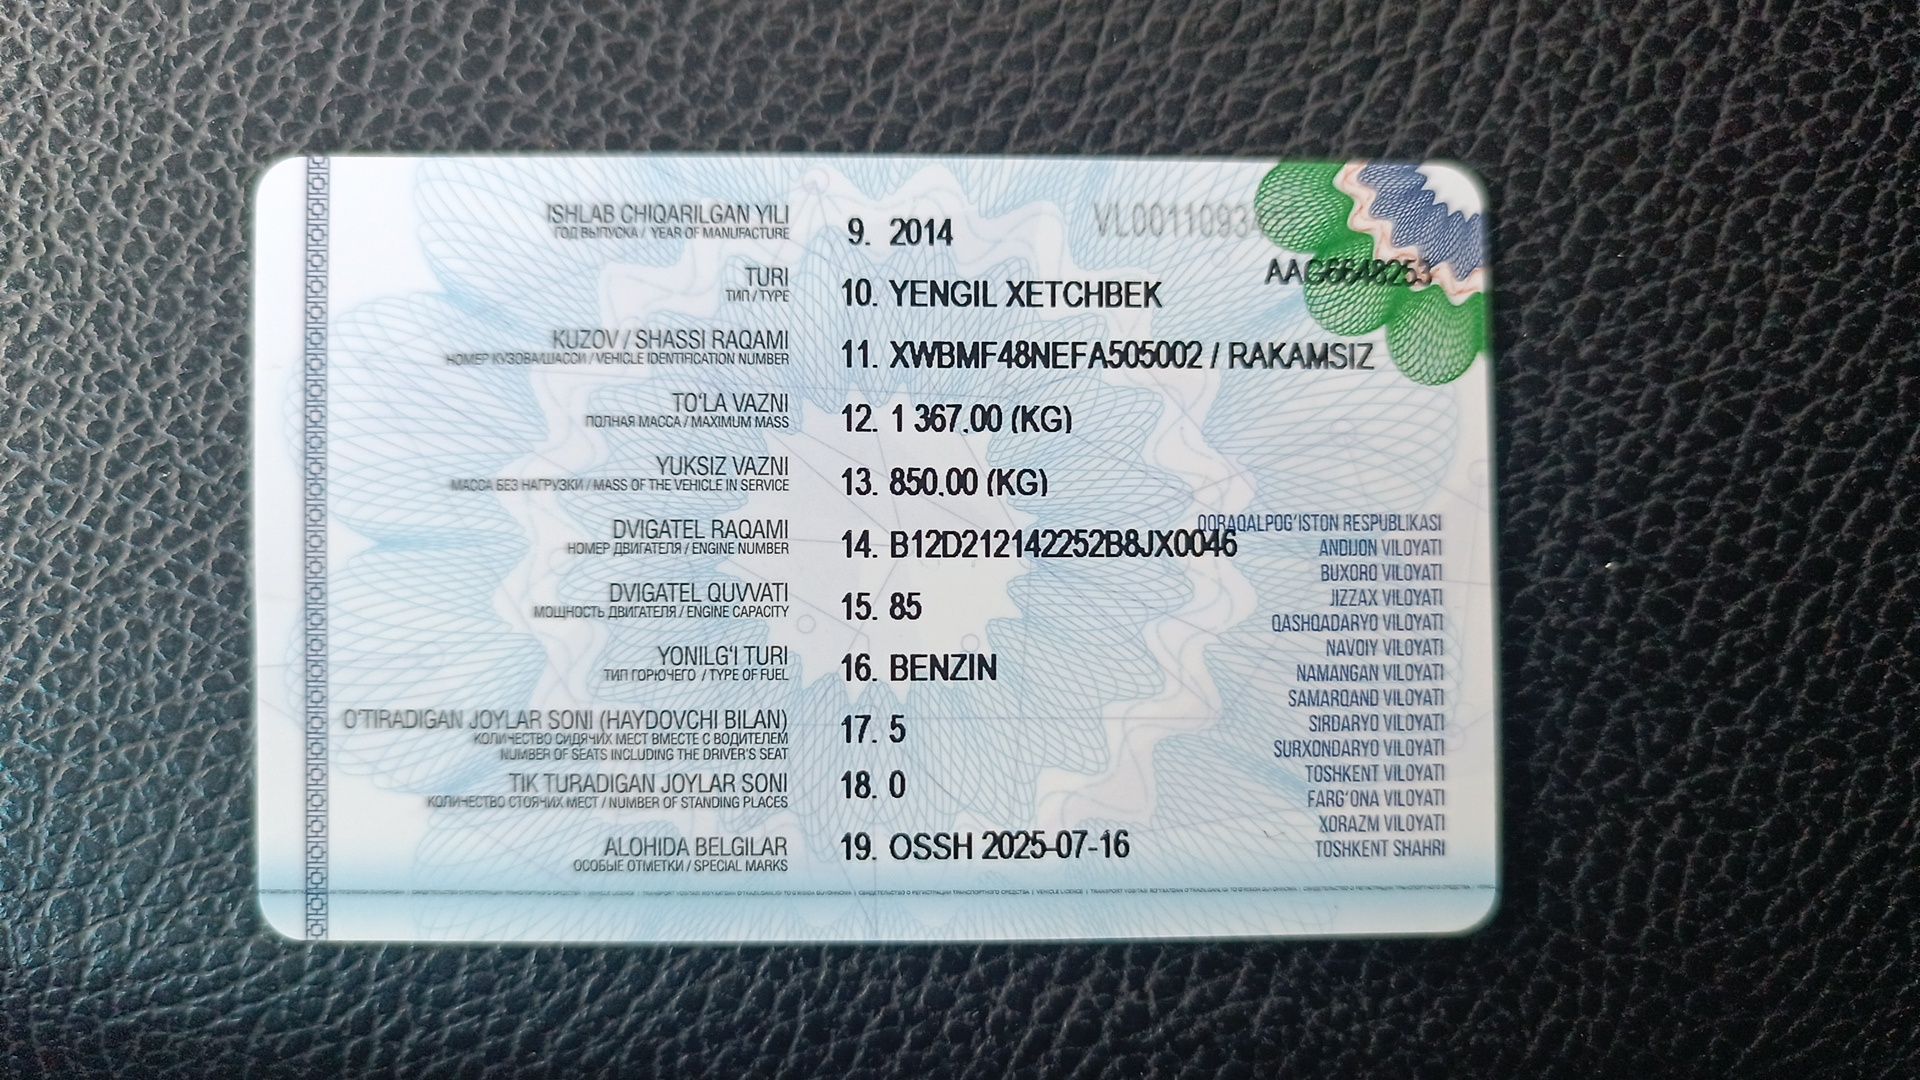 ISHLAB CHIQARILGAN YILI
ГОД ВЫПУСКА / YEAR OF MANUFACTURE
9. 2014
AAG6648253
TURI
ТИП / TYPE
10. YENGIL XETCHBEK
KUZOV / SHASSI RAQAMI
НОМЕР КУЗОВА/ШАССИ / VEHICLE IDENTIFICATION NUMBER
11. XWBMF48NEFA505002 / RAKAMSIZ
TO‘LA VAZNI
ПОЛНАЯ МАССА / MAXIMUM MASS
12. 1 367.00 (KG)
YUKSIZ VAZNI
МАССА БЕЗ НАГРУЗКИ / MASS OF THE VEHICLE IN SERVICE
13. 850.00 (KG)
DVIGATEL RAQAMI
НОМЕР ДВИГАТЕЛЯ / ENGINE NUMBER
14. B12D212142252B8JX0046
DVIGATEL QUVVATI
МОЩНОСТЬ ДВИГАТЕЛЯ / ENGINE CAPACITY
15. 85
YONILG‘I TURI
ТИП ГОРЮЧЕГО / TYPE OF FUEL
16. BENZIN
O‘TIRADIGAN JOYLAR SONI (HAYDOVCHI BILAN)
КОЛИЧЕСТВО СИДЯЧИХ МЕСТ ВМЕСТЕ С ВОДИТЕЛЕМ
NUMBER OF SEATS INCLUDING THE DRIVER'S SEAT
17. 5
TIK TURADIGAN JOYLAR SONI
КОЛИЧЕСТВО СТОЯЧИХ МЕСТ / NUMBER OF STANDING PLACES
18. 0
ALOHIDA BELGILAR
ОСОБЫЕ ОТМЕТКИ / SPECIAL MARKS
19. OSSH 2025-07-16
QORAQALPOG‘ISTON RESPUBLIKASI
ANDIJON VILOYATI
BUXORO VILOYATI
JIZZAX VILOYATI
QASHQADARYO VILOYATI
NAVOIY VILOYATI
NAMANGAN VILOYATI
SAMARQAND VILOYATI
SIRDARYO VILOYATI
SURXONDARYO VILOYATI
TOSHKENT VILOYATI
FARG‘ONA VILOYATI
XORAZM VILOYATI
TOSHKENT SHAHRI